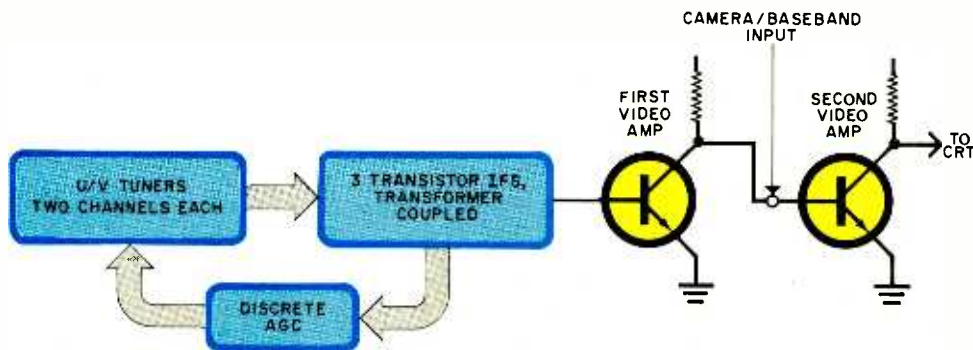 CAMERA/BASEBAND
INPUT
FIRST
VIDEO
AMP
SECOND
VIDEO
AMP
TO
CRT
U/V TUNERS
TWO CHANNELS EACH
3 TRANSISTOR IFS,
TRANSFORMER
COUPLED
DISCRETE
AGC